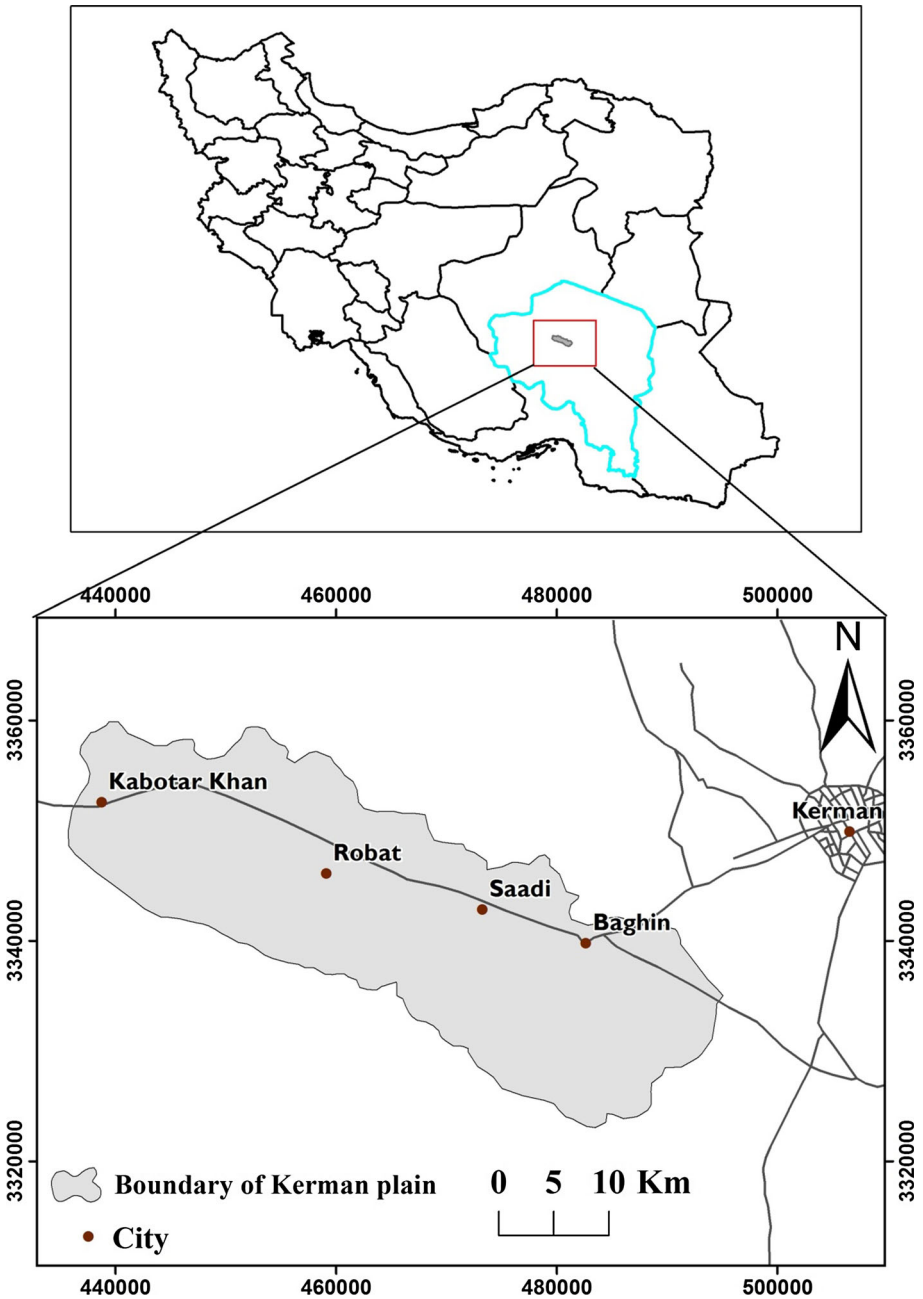 440000 460000 480000 500000
N
3360000 3360000
Kabotar Khan
Kerman
Robat
Saadi
Baghin
3340000 3340000
3320000 3320000
Boundary of Kerman plain
0 5 10 Km
City
440000 460000 480000 500000